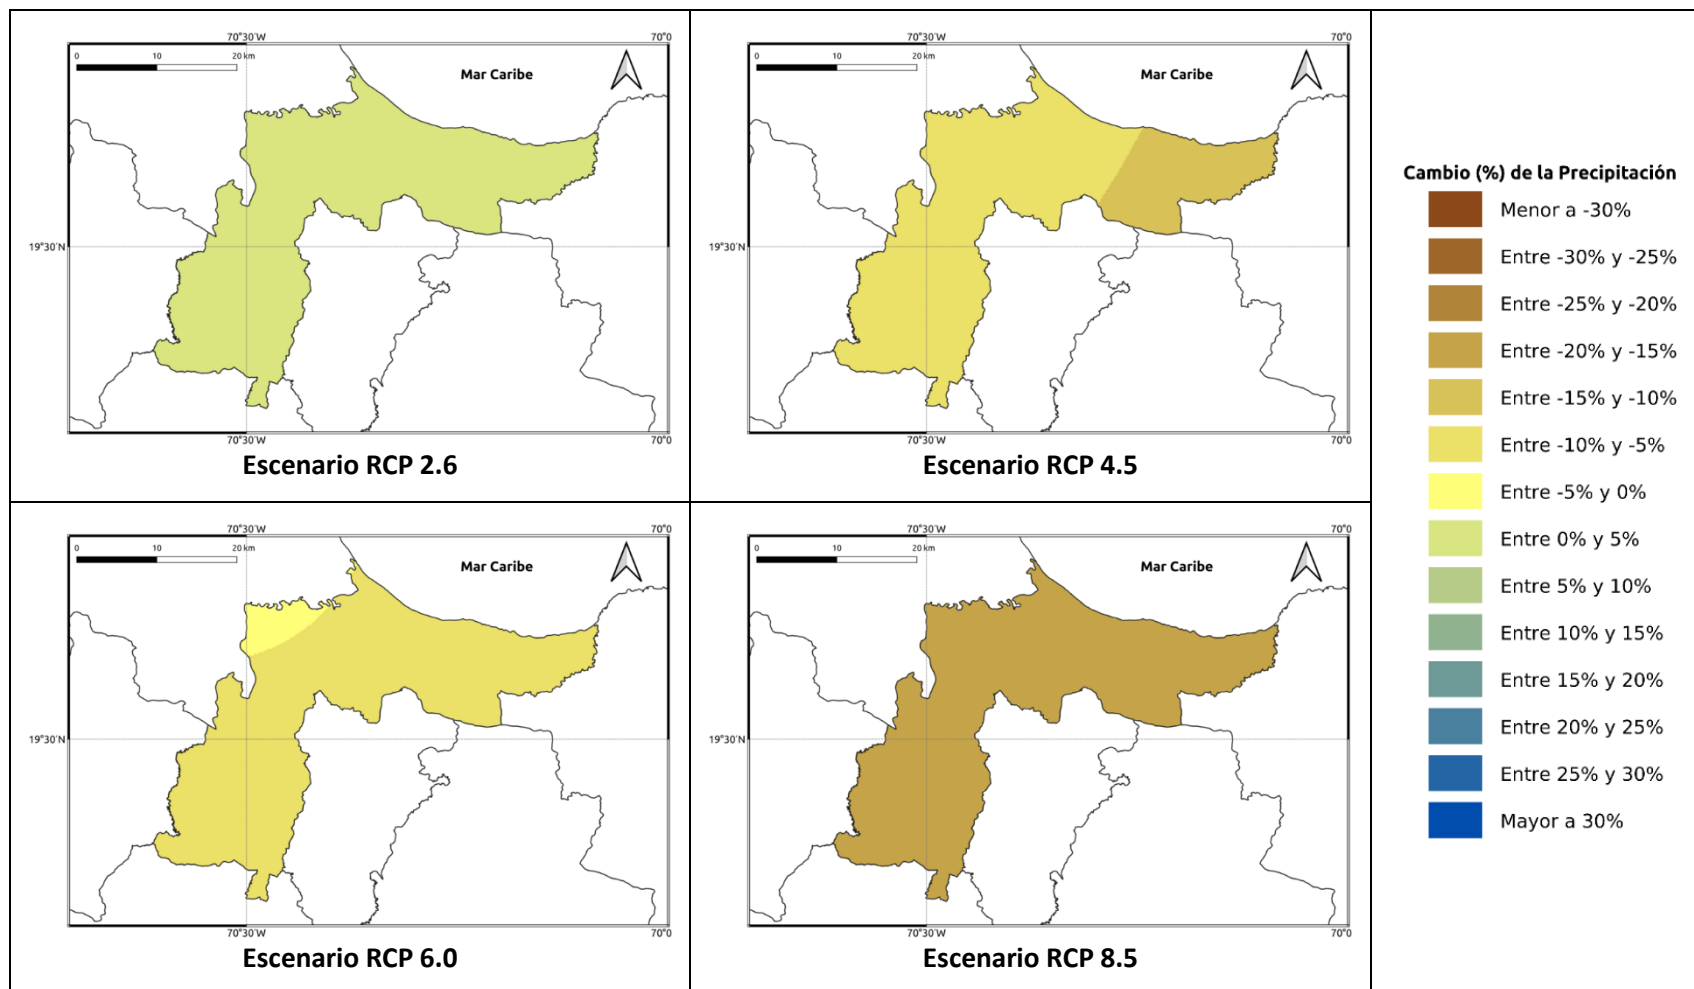 70°30'W
70°0
0
10
20 km
Mar Caribe
19°30'N
70°30'W
70°0
Escenario RCP 2.6
70°30'W
70°0
0
10
20 km
Mar Caribe
19°30'N
70°30'W
70°0
Escenario RCP 4.5
70°30'W
70°0
0
10
20 km
Mar Caribe
19°30'N
70°30'W
70°0
Escenario RCP 6.0
70°30'W
70°0
0
10
20 km
Mar Caribe
19°30'N
70°30'W
70°0
Escenario RCP 8.5
Cambio (%) de la Precipitación
Menor a -30%
Entre -30% y -25%
Entre -25% y -20%
Entre -20% y -15%
Entre -15% y -10%
Entre -10% y -5%
Entre -5% y 0%
Entre 0% y 5%
Entre 5% y 10%
Entre 10% y 15%
Entre 15% y 20%
Entre 20% y 25%
Entre 25% y 30%
Mayor a 30%